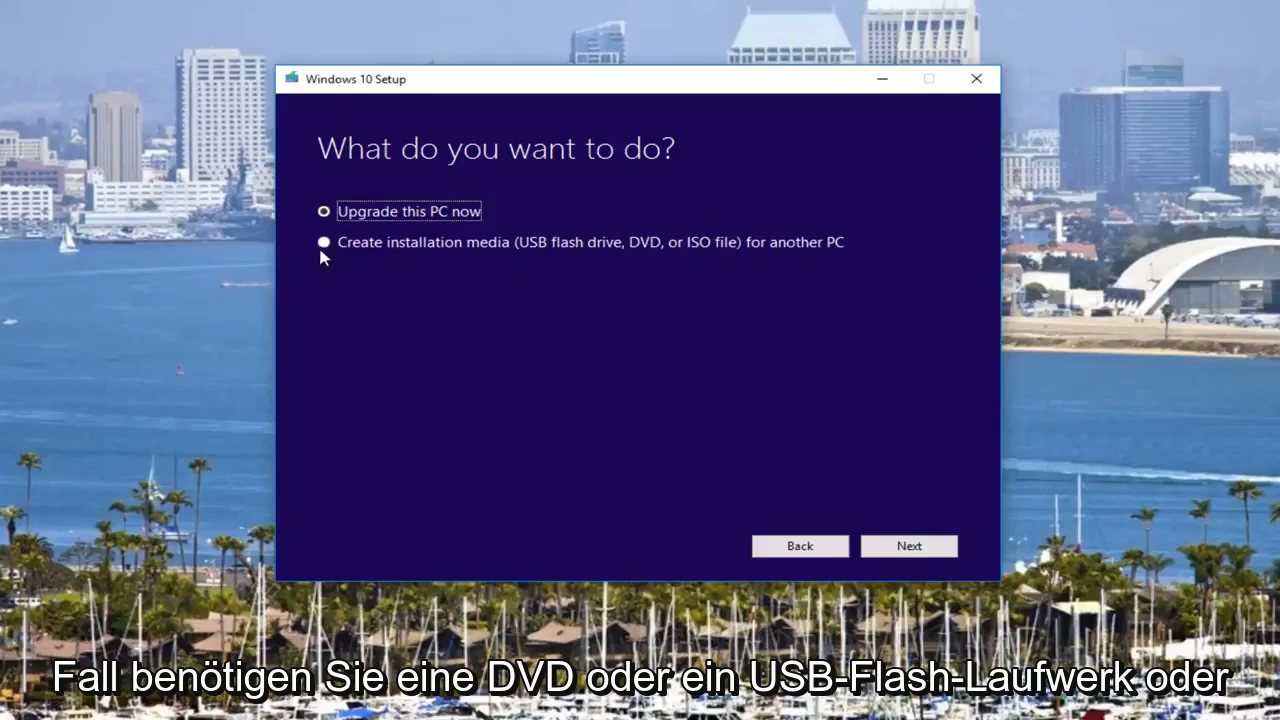 Windows 10 Setup
What do you want to do?
Upgrade this PC now
Create installation media (USB flash drive, DVD, or ISO file) for another PC
Back
Next
Fall benötigen Sie eine DVD oder ein USB-Flash-Laufwerk oder